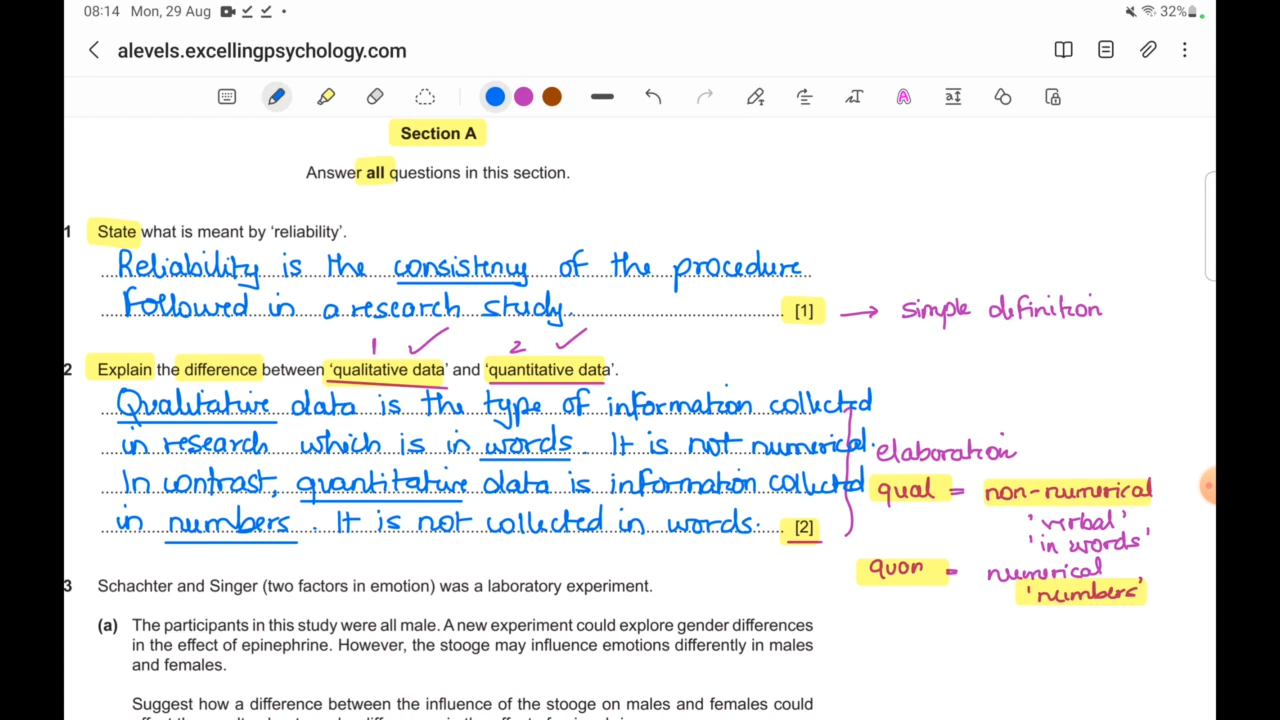 08:14 Mon, 29 Aug
32%
alevels.excellingpsychology.com
Section A
Answer all questions in this section.
1 State what is meant by ‘reliability’.
Reliability is the consistency of the procedure
followed in a research study. [1] → simple definition
1 ✓ 2 ✓
2 Explain the difference between ‘qualitative data’ and ‘quantitative data’.
Qualitative data is the type of information collected
in research which is in words. It is not numerical.
elaboration
In contrast, quantitative data is information collected
qual = non-numerical
in numbers. It is not collected in words. [2]
'verbal'
'in words'
quan = numerical
'numbers'
3 Schachter and Singer (two factors in emotion) was a laboratory experiment.
(a) The participants in this study were all male. A new experiment could explore gender differences
in the effect of epinephrine. However, the stooge may influence emotions differently in males
and females.
Suggest how a difference between the influence of the stooge on males and females could